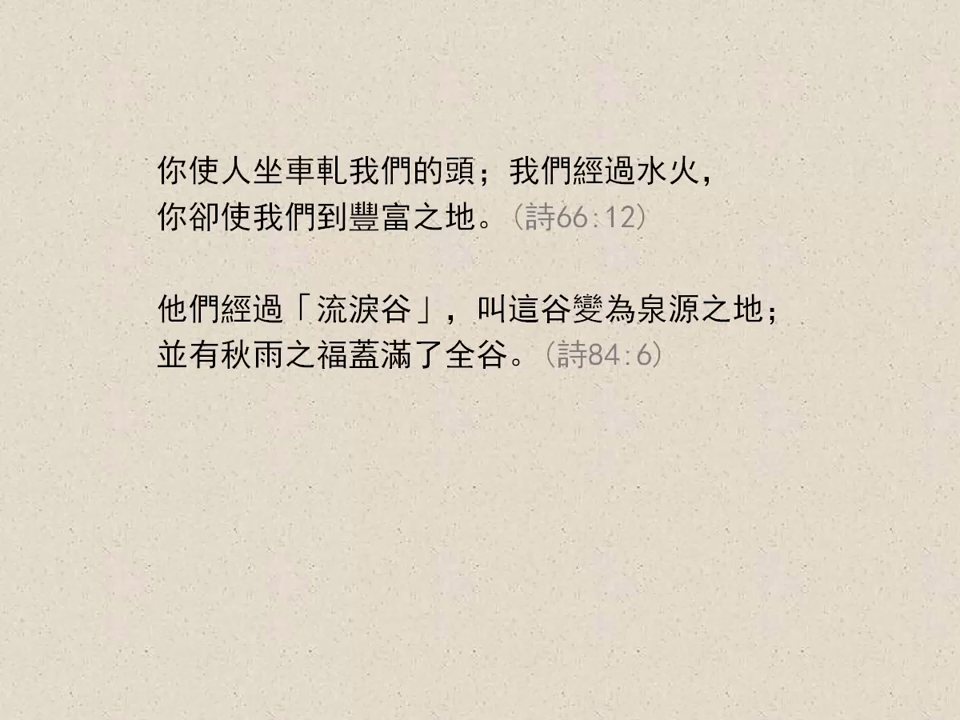 你使人坐車軋我們的頭；我們經過水火，
你卻使我們到豐富之地。(詩66:12)
他們經過「流淚谷」，叫這谷變為泉源之地；
並有秋雨之福蓋滿了全谷。(詩84:6)